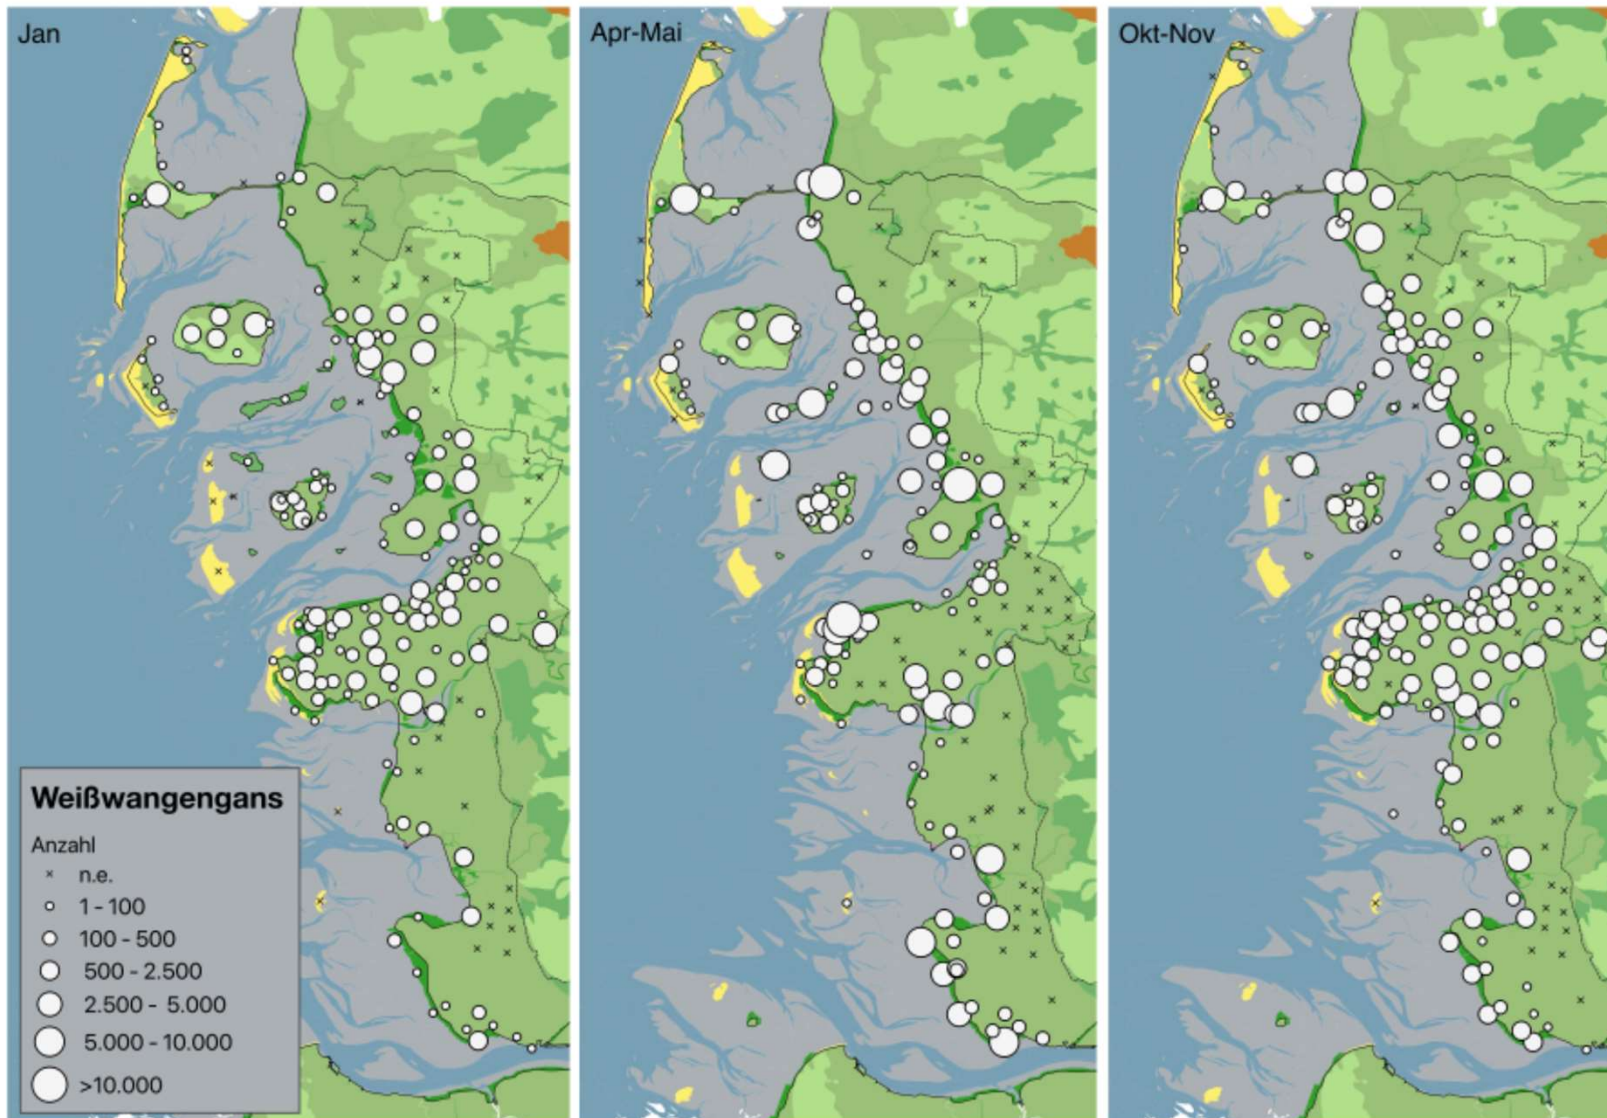 Jan
Apr-Mai
Okt-Nov
Weißwangengans
Anzahl
n.e.
1 - 100
100 - 500
500 - 2.500
2.500 - 5.000
5.000 - 10.000
>10.000